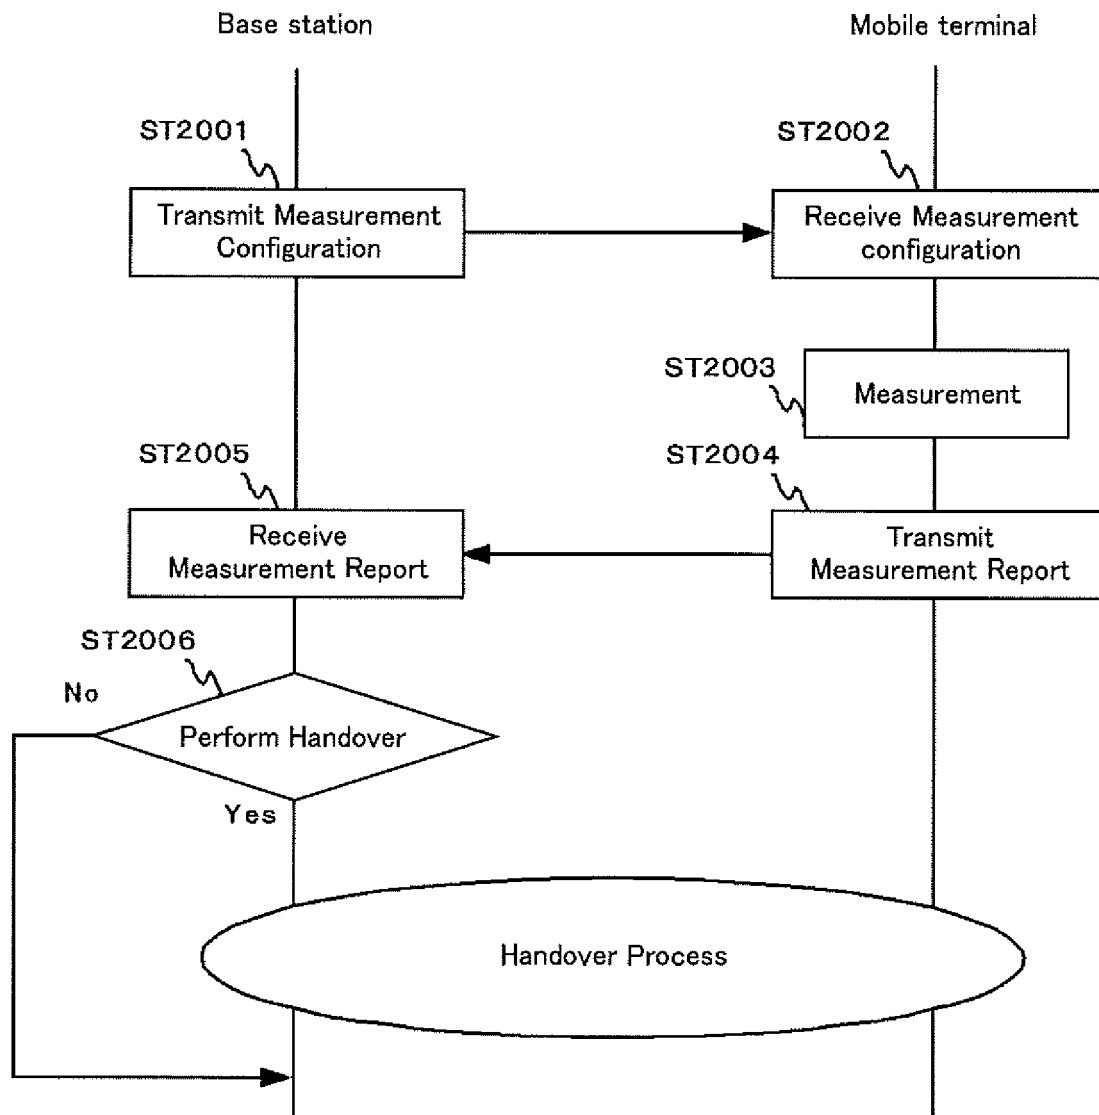 Base station
Mobile terminal
ST2001
ST2002
Transmit Measurement
Configuration
Receive Measurement
configuration
ST2003
Measurement
ST2005
ST2004
Receive
Measurement Report
Transmit
Measurement Report
ST2006
No
Perform Handover
Yes
Handover Process